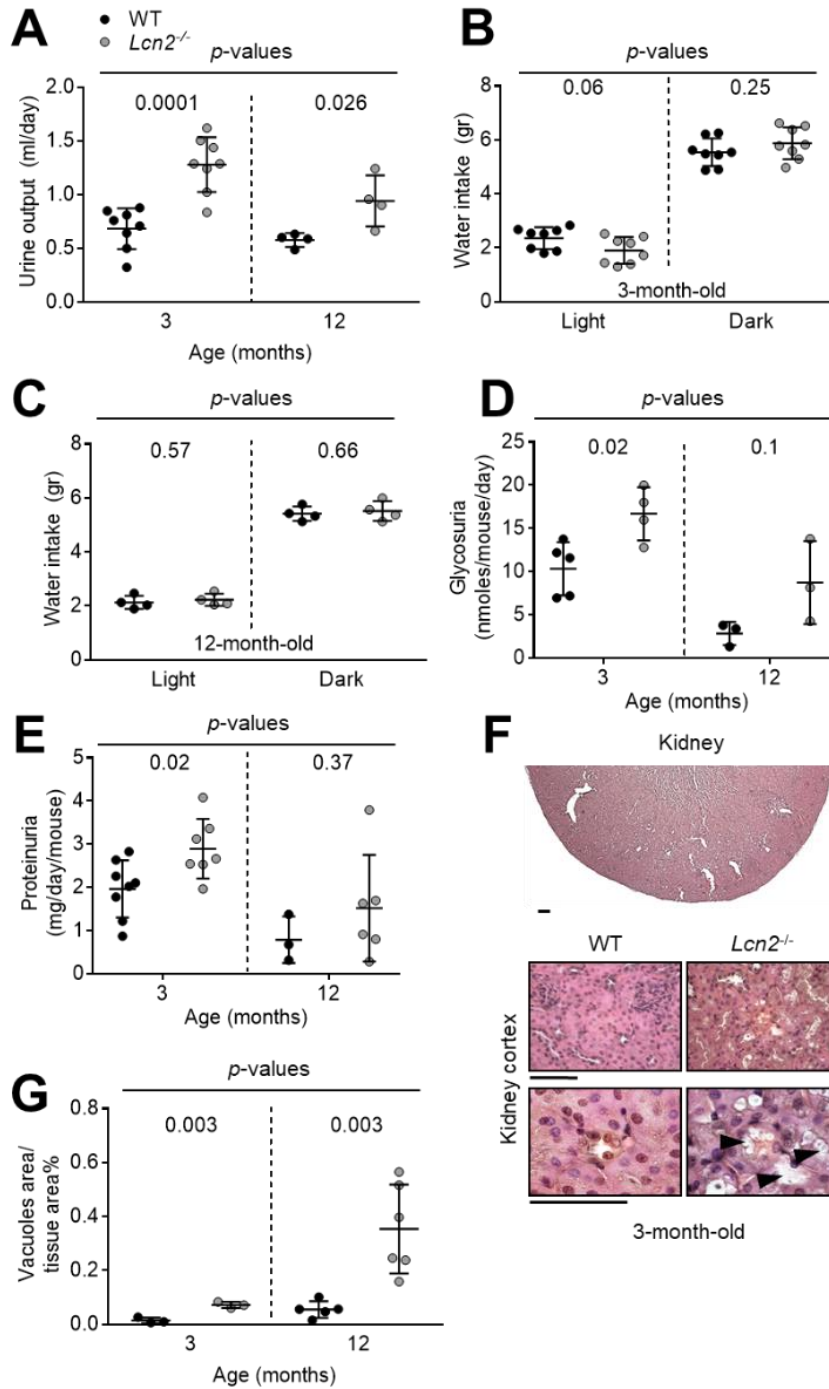 A
WT
Lcn2-/-
p-values
0.0001 0.026
Urine output (ml/day)
2.0
1.5
1.0
0.5
0.0
3 12
Age (months)
B
p-values
0.06 0.25
Water intake (gr)
8
6
4
2
0
3-month-old
Light Dark
C
p-values
0.57 0.66
Water intake (gr)
8
6
4
2
0
12-month-old
Light Dark
D
p-values
0.02 0.1
Glycosuria
(nmoles/mouse/day)
25
20
15
10
5
0
3 12
Age (months)
E
p-values
0.02 0.37
Proteinuria
(mg/day/mouse)
5
4
3
2
1
0
3 12
Age (months)
F
Kidney
WT Lcn2-/-
Kidney cortex
3-month-old
G
p-values
0.003 0.003
Vacuoles area/
tissue area%
0.8
0.6
0.4
0.2
0.0
3 12
Age (months)